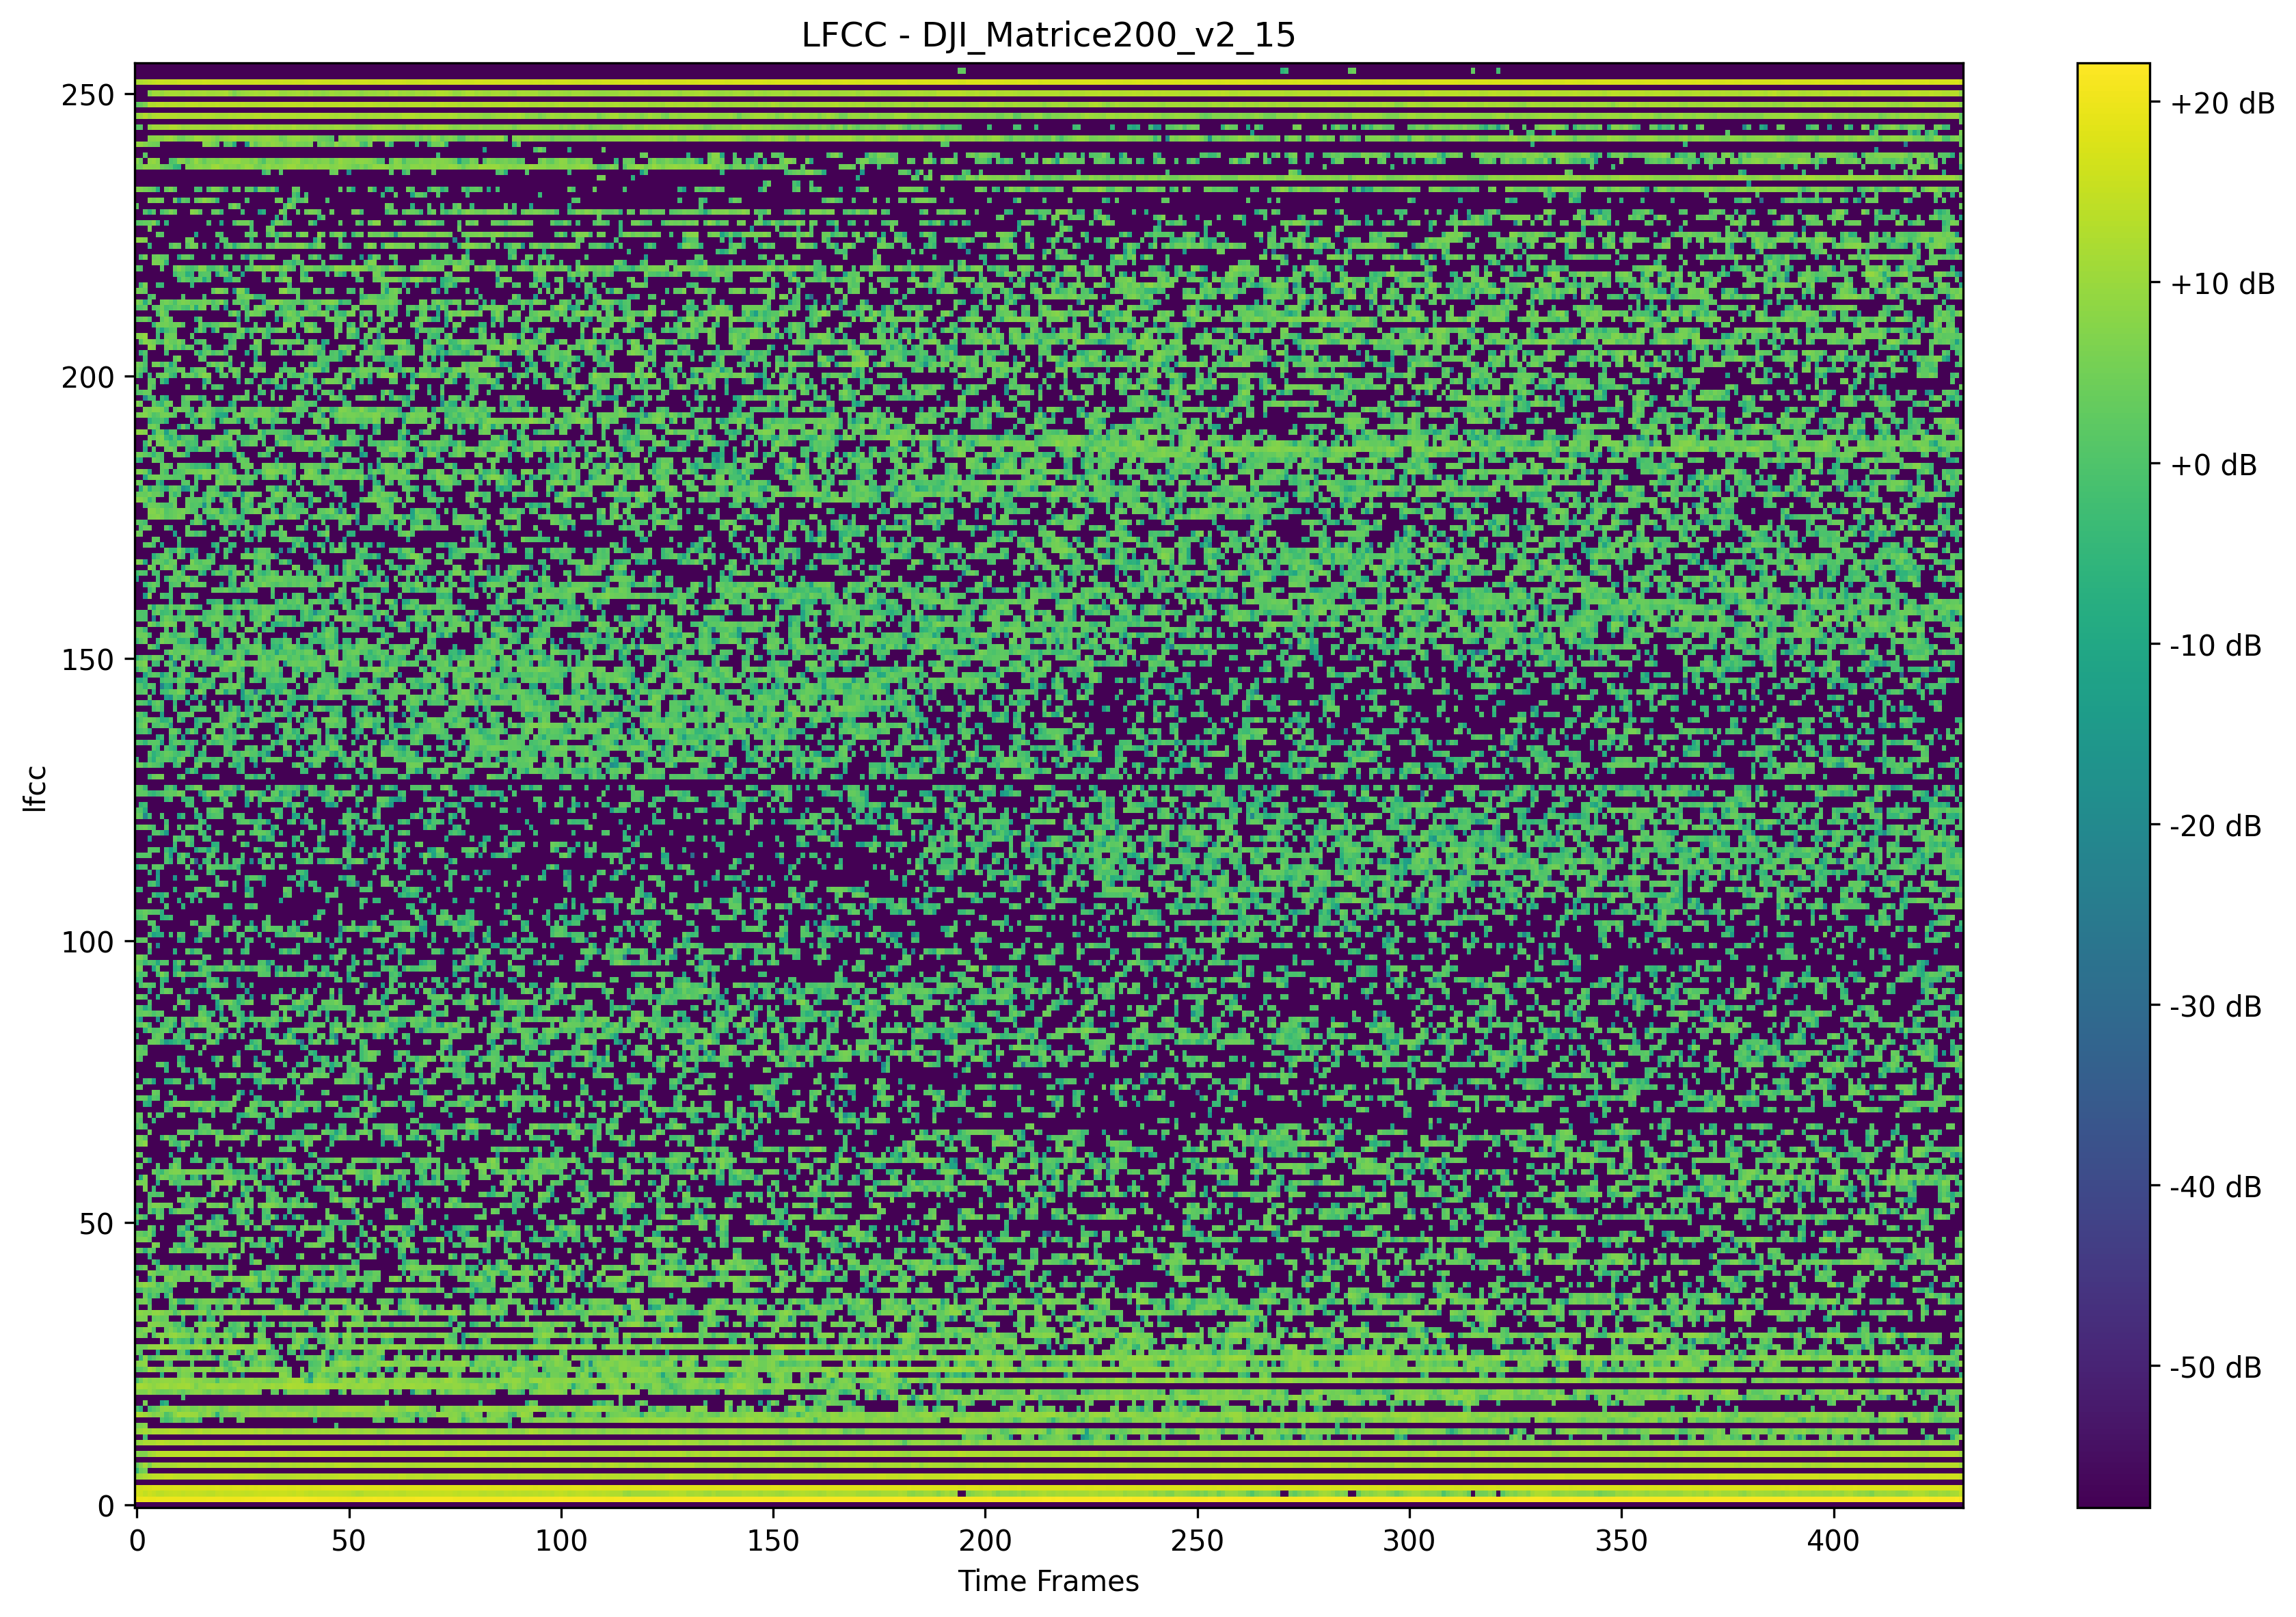 LFCC - DJI_Matrice200_v2_15
250
200
150
100
50
0
lfcc
0 50 100 150 200 250 300 350 400
Time Frames
+20 dB
+10 dB
+0 dB
-10 dB
-20 dB
-30 dB
-40 dB
-50 dB